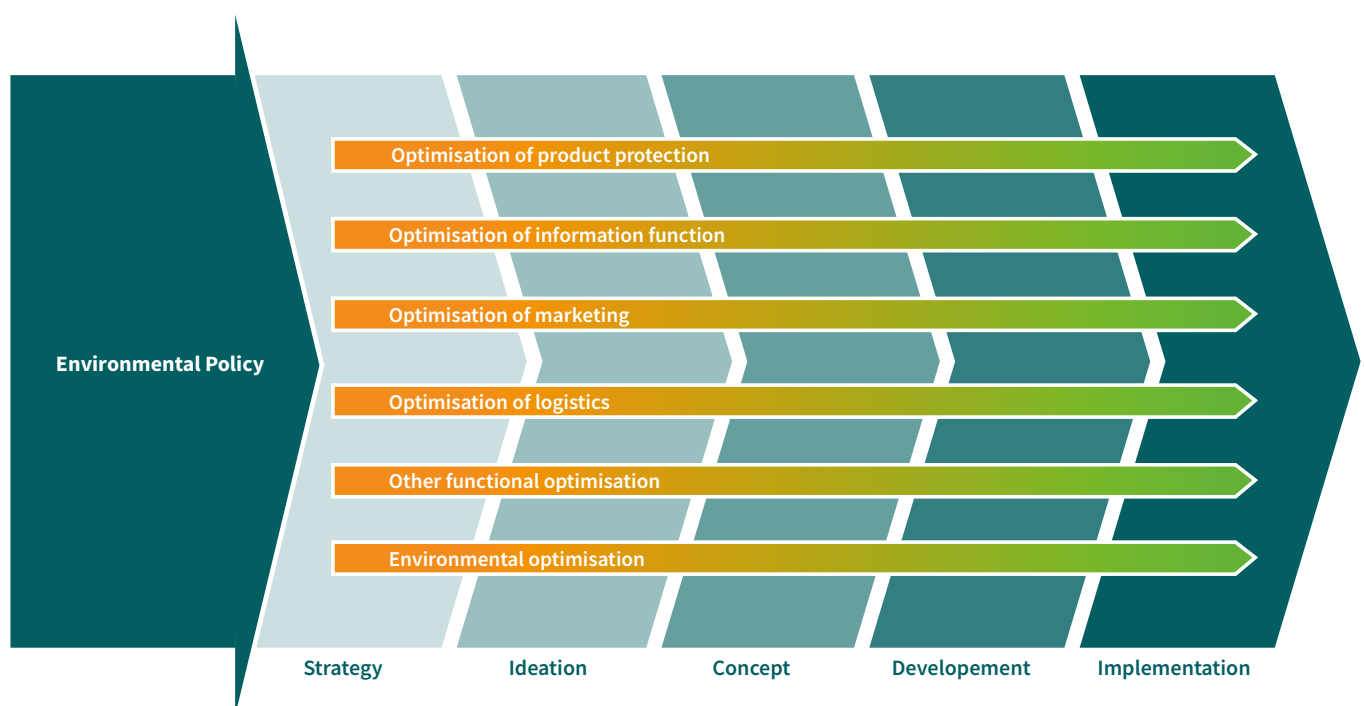 Optimisation of product protection
Optimisation of information function
Optimisation of marketing
Environmental Policy
Optimisation of logistics
Other functional optimisation
Environmental optimisation
Strategy
Ideation
Concept
Developement
Implementation